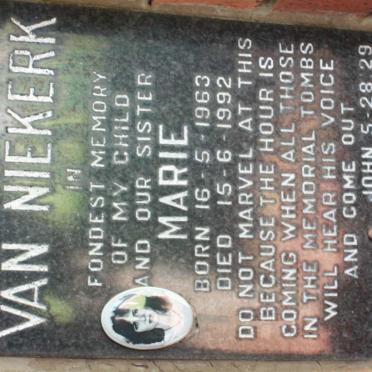 VAN NIEKERK
IN
FONDEST MEMORY
OF MY CHILD
AND OUR SISTER
MARIE
BORN 16-5-1963
DIED 15-6-1992
DO NOT MARVEL AT THIS
BECAUSE THE HOUR IS
COMING WHEN ALL THOSE
IN THE MEMORIAL TOMBS
WILL HEAR HIS VOICE
AND COME OUT
JOHN 5-28-29